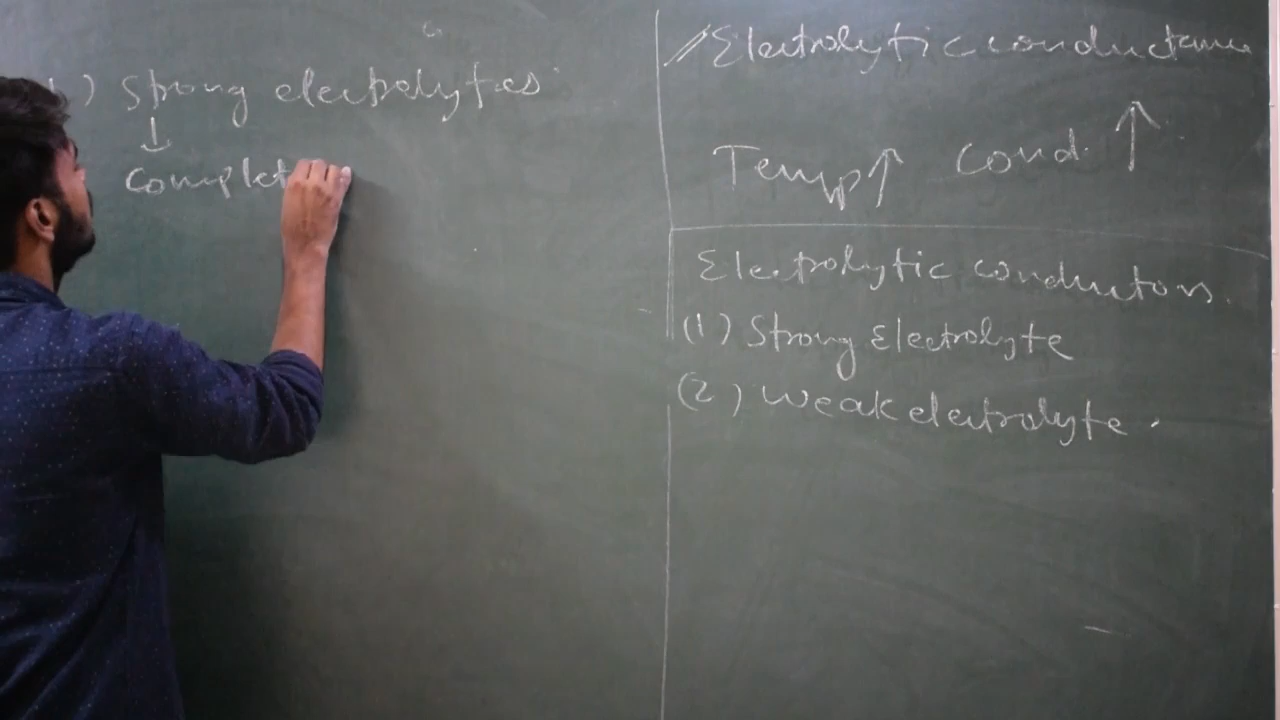 1) Strong electrolytes
↓
Complet
Electrolytic conductance
Temp↑ Cond. ↑
Electrolytic conductors.
(1) Strong Electrolyte
(2) Weak electrolyte.